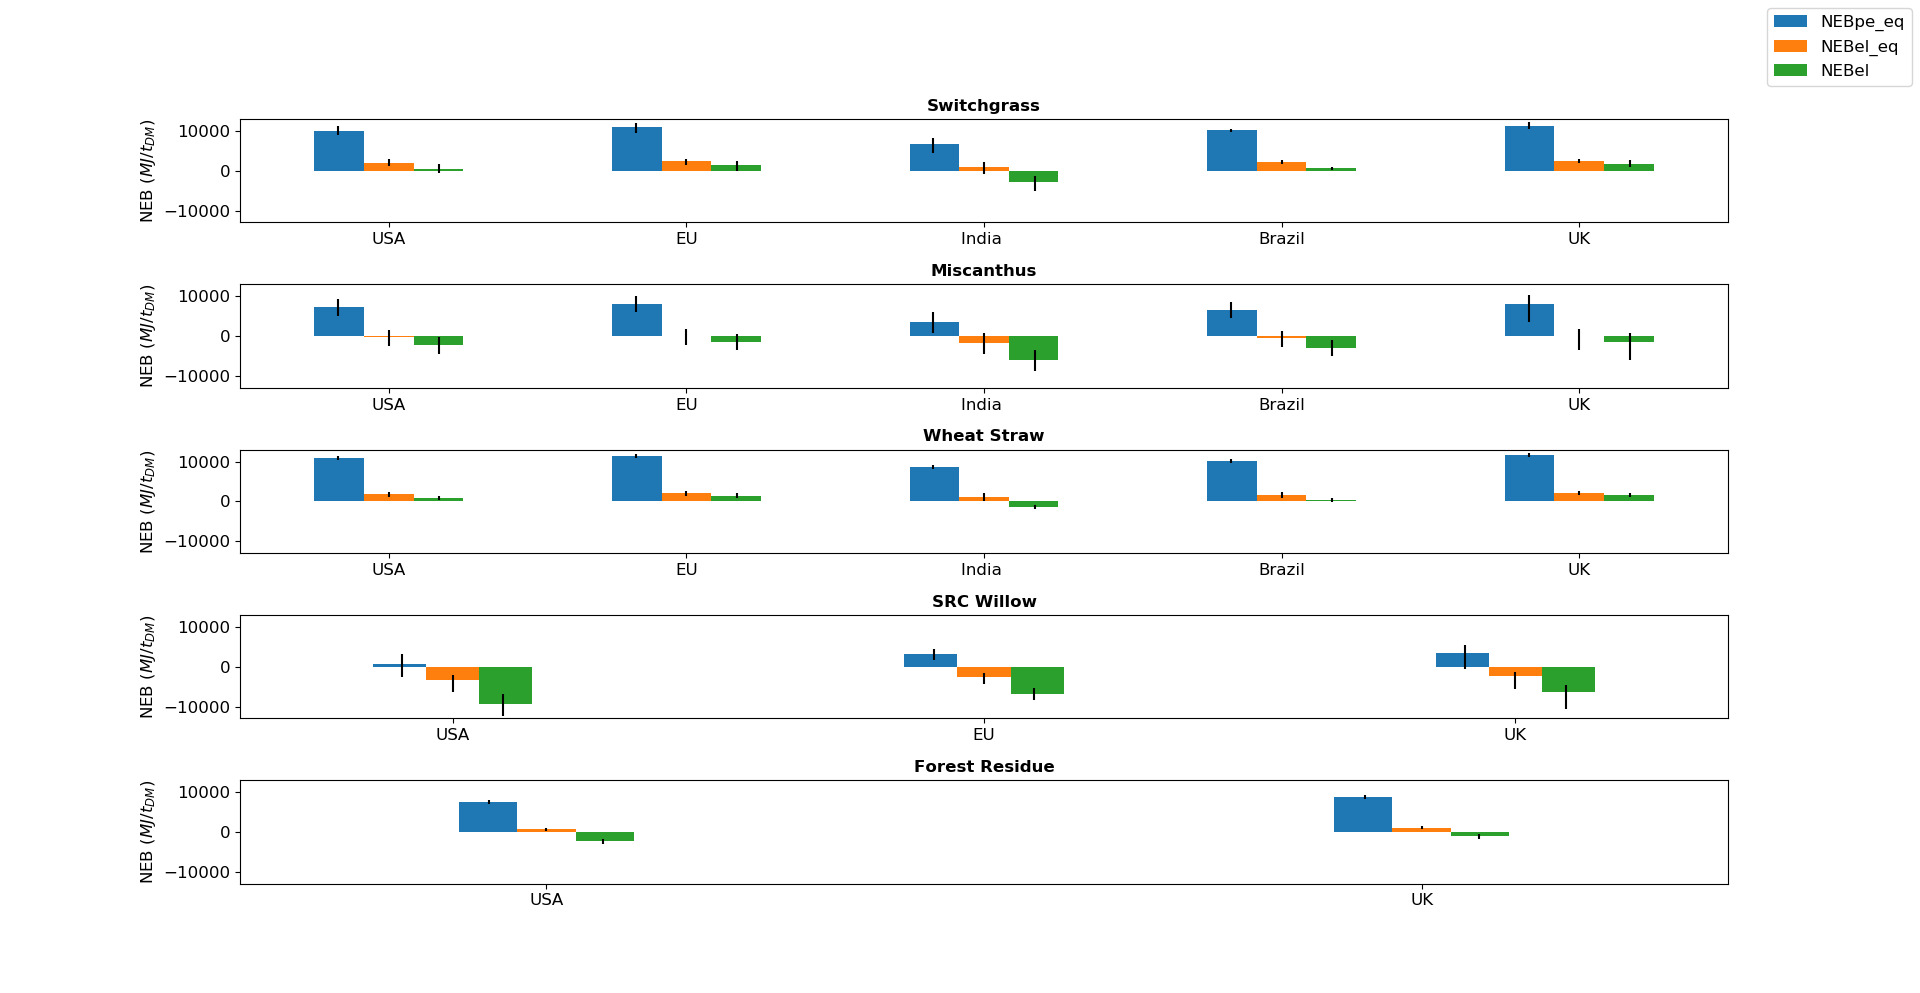 NEBpe_eq
NEBel_eq
NEBel
Switchgrass
NEB (MJ/t_DM)
10000
0
−10000
USA EU India Brazil UK
Miscanthus
NEB (MJ/t_DM)
10000
0
−10000
USA EU India Brazil UK
Wheat Straw
NEB (MJ/t_DM)
10000
0
−10000
USA EU India Brazil UK
SRC Willow
NEB (MJ/t_DM)
10000
0
−10000
USA EU UK
Forest Residue
NEB (MJ/t_DM)
10000
0
−10000
USA UK